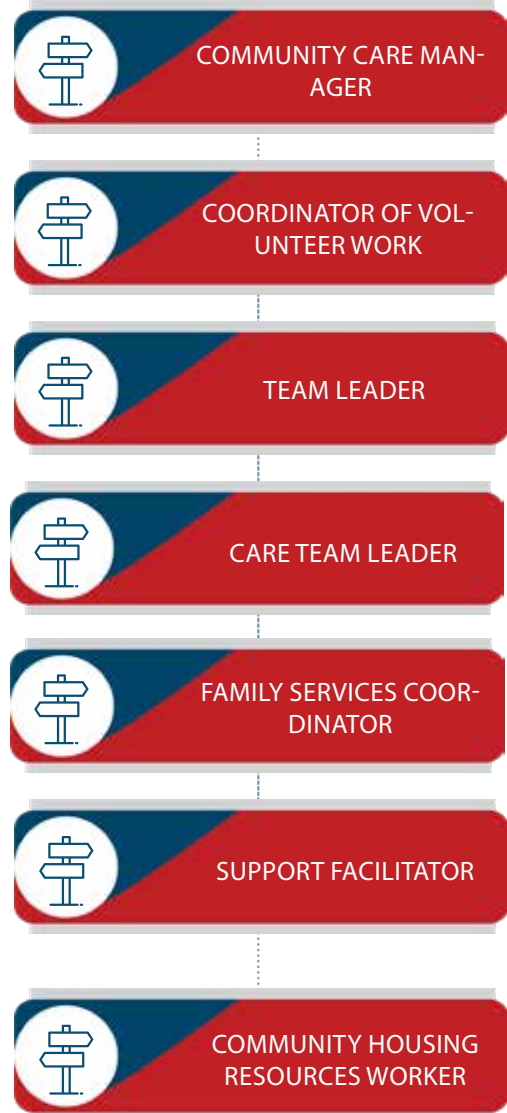 COMMUNITY CARE MAN-
AGER
COORDINATOR OF VOL-
UNTEER WORK
TEAM LEADER
CARE TEAM LEADER
FAMILY SERVICES COOR-
DINATOR
SUPPORT FACILITATOR
COMMUNITY HOUSING
RESOURCES WORKER